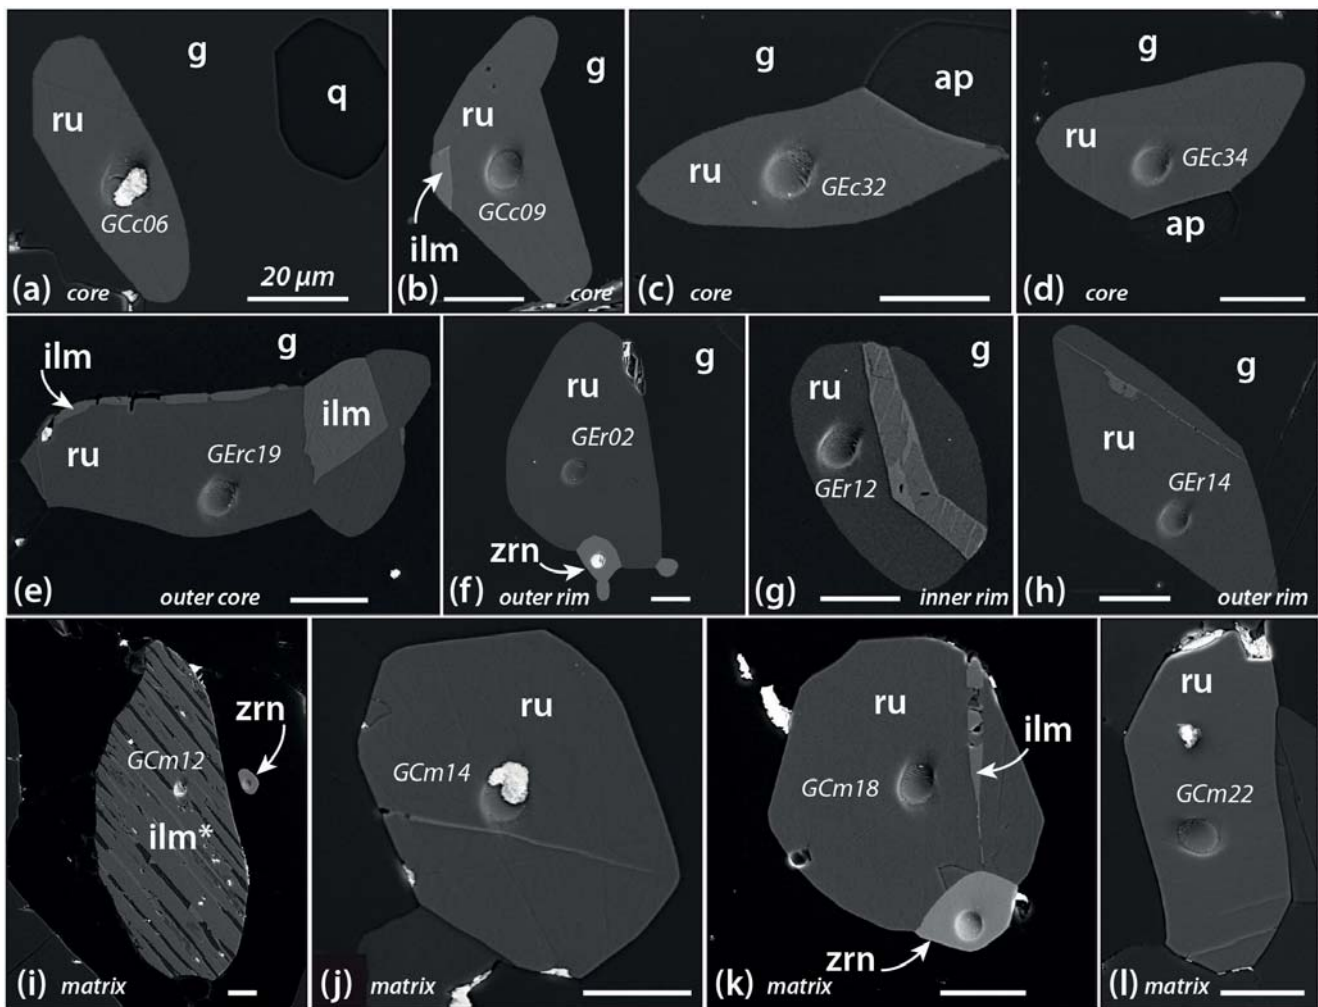 g
q
ru
GCc06
20 µm
(a) core
g
ru
GCc09
ilm
(b) core
g
ap
ru
GEc32
(c) core
g
ru
GEc34
ap
(d) core
ilm
g
ilm
ru
GErc19
(e) outer core
g
ru
GEr02
zrn
(f) outer rim
g
ru
GEr12
(g) inner rim
g
ru
GEr14
(h) outer rim
zrn
GCm12
ilm*
(i) matrix
ru
GCm14
(j) matrix
ru
ilm
GCm18
zrn
(k) matrix
ru
GCm22
(l) matrix